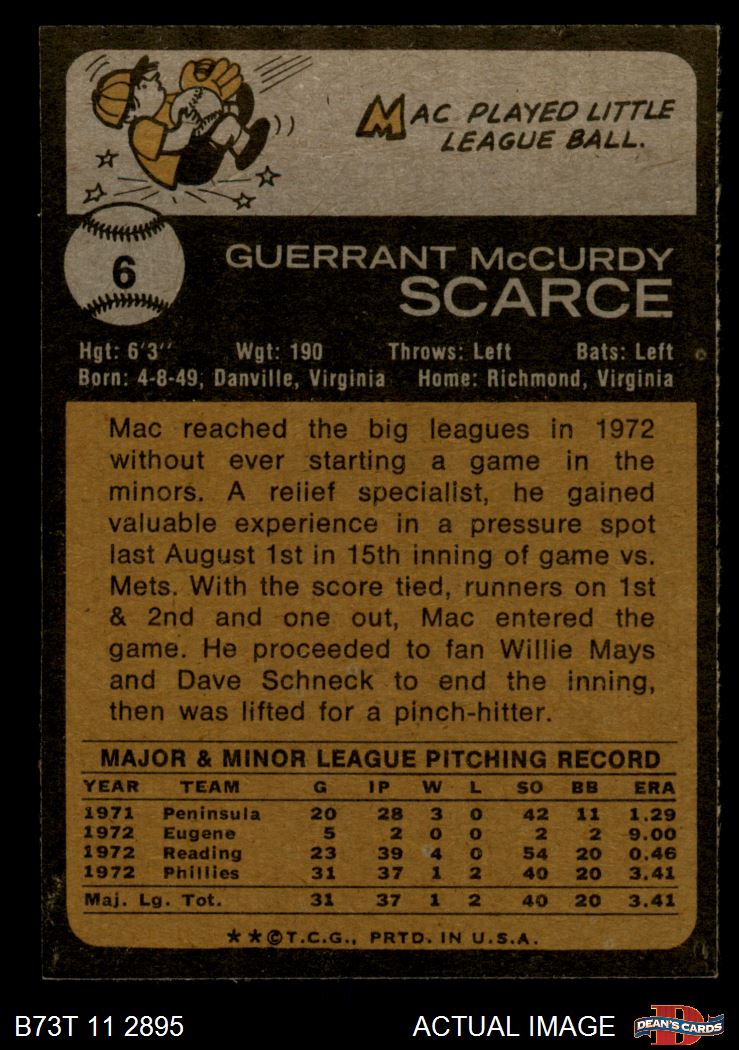 MAC PLAYED LITTLE
LEAGUE BALL.
6
GUERRANT McCURDY
SCARCE
Hgt: 6'3" Wgt: 190 Throws: Left Bats: Left
Born: 4-8-49, Danville, Virginia Home: Richmond, Virginia
Mac reached the big leagues in 1972
without ever starting a game in the
minors. A relief specialist, he gained
valuable experience in a pressure spot
last August 1st in 15th inning of game vs.
Mets. With the score tied, runners on 1st
& 2nd and one out, Mac entered the
game. He proceeded to fan Willie Mays
and Dave Schneck to end the inning,
then was lifted for a pinch-hitter.
MAJOR & MINOR LEAGUE PITCHING RECORD
YEAR TEAM G IP W L SO BB ERA
1971 Peninsula 20 28 3 0 42 11 1.29
1972 Eugene 5 2 0 0 2 2 9.00
1972 Reading 23 39 4 0 54 20 0.46
1972 Phillies 31 37 1 2 40 20 3.41
Maj. Lg. Tot. 31 37 1 2 40 20 3.41
**©T.C.G., PRTD. IN U.S.A.
B73T 11 2895 ACTUAL IMAGE D DEAN'S CARDS